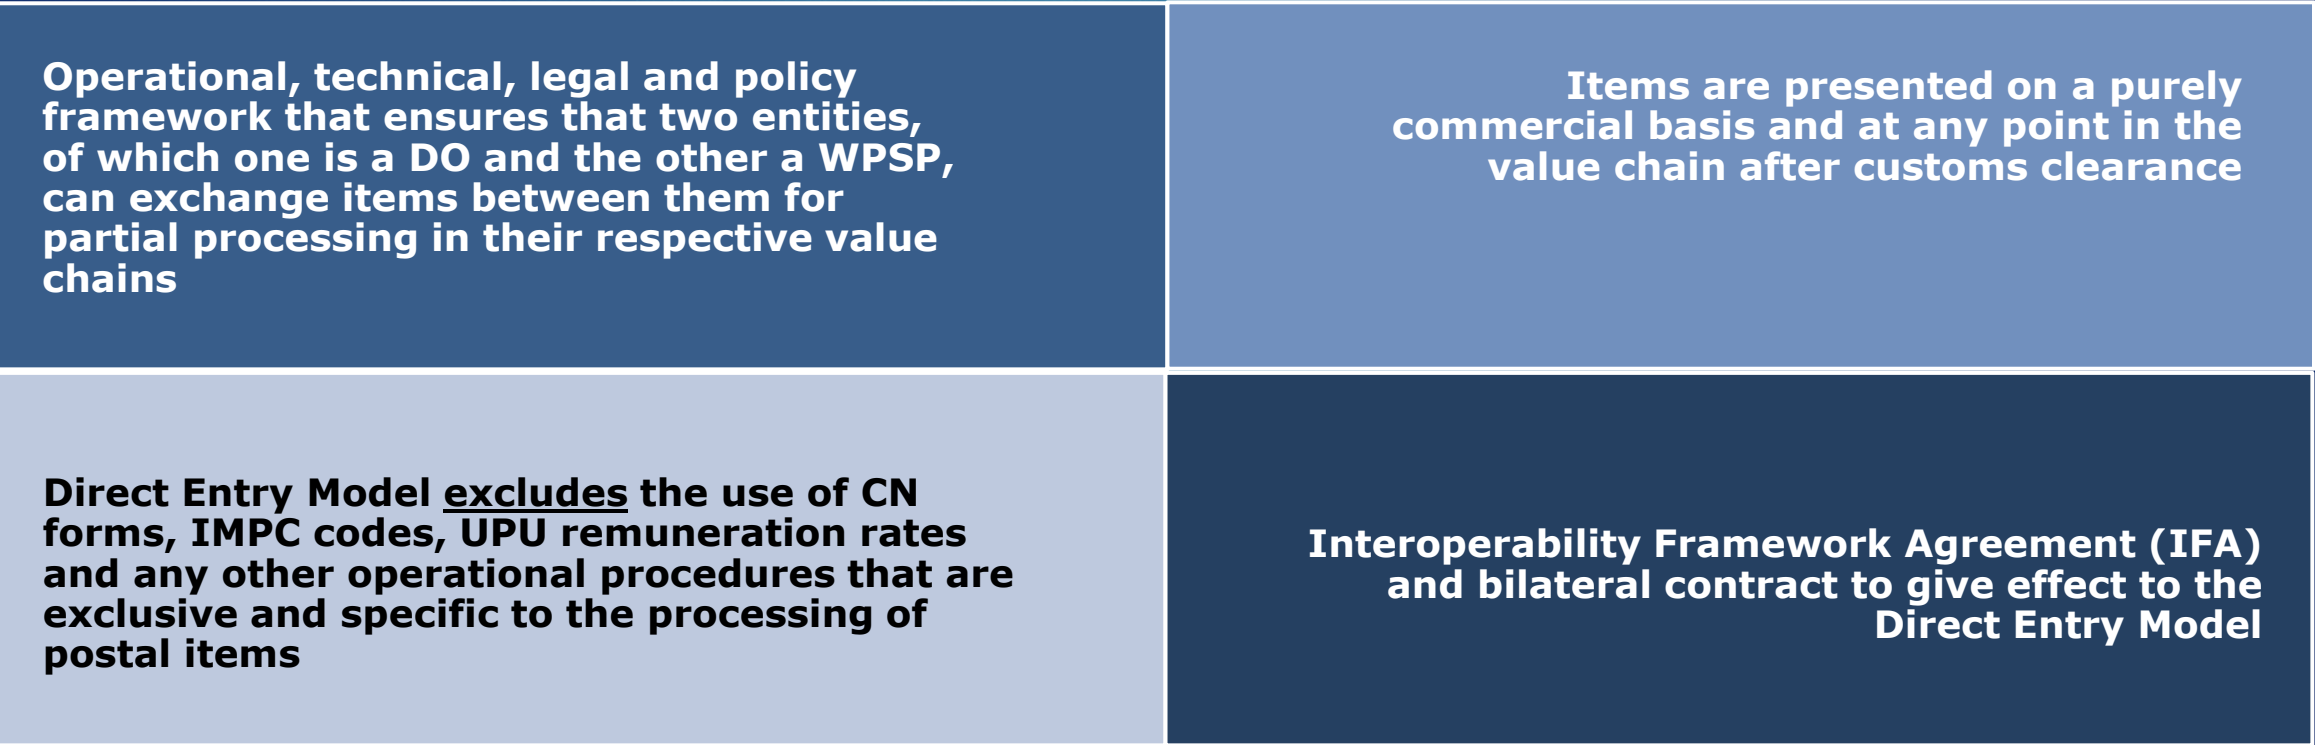 Operational, technical, legal and policy
framework that ensures that two entities,
of which one is a DO and the other a WPSP,
can exchange items between them for
partial processing in their respective value
chains
Items are presented on a purely
commercial basis and at any point in the
value chain after customs clearance
Direct Entry Model excludes the use of CN
forms, IMPC codes, UPU remuneration rates
and any other operational procedures that are
exclusive and specific to the processing of
postal items
Interoperability Framework Agreement (IFA)
and bilateral contract to give effect to the
Direct Entry Model